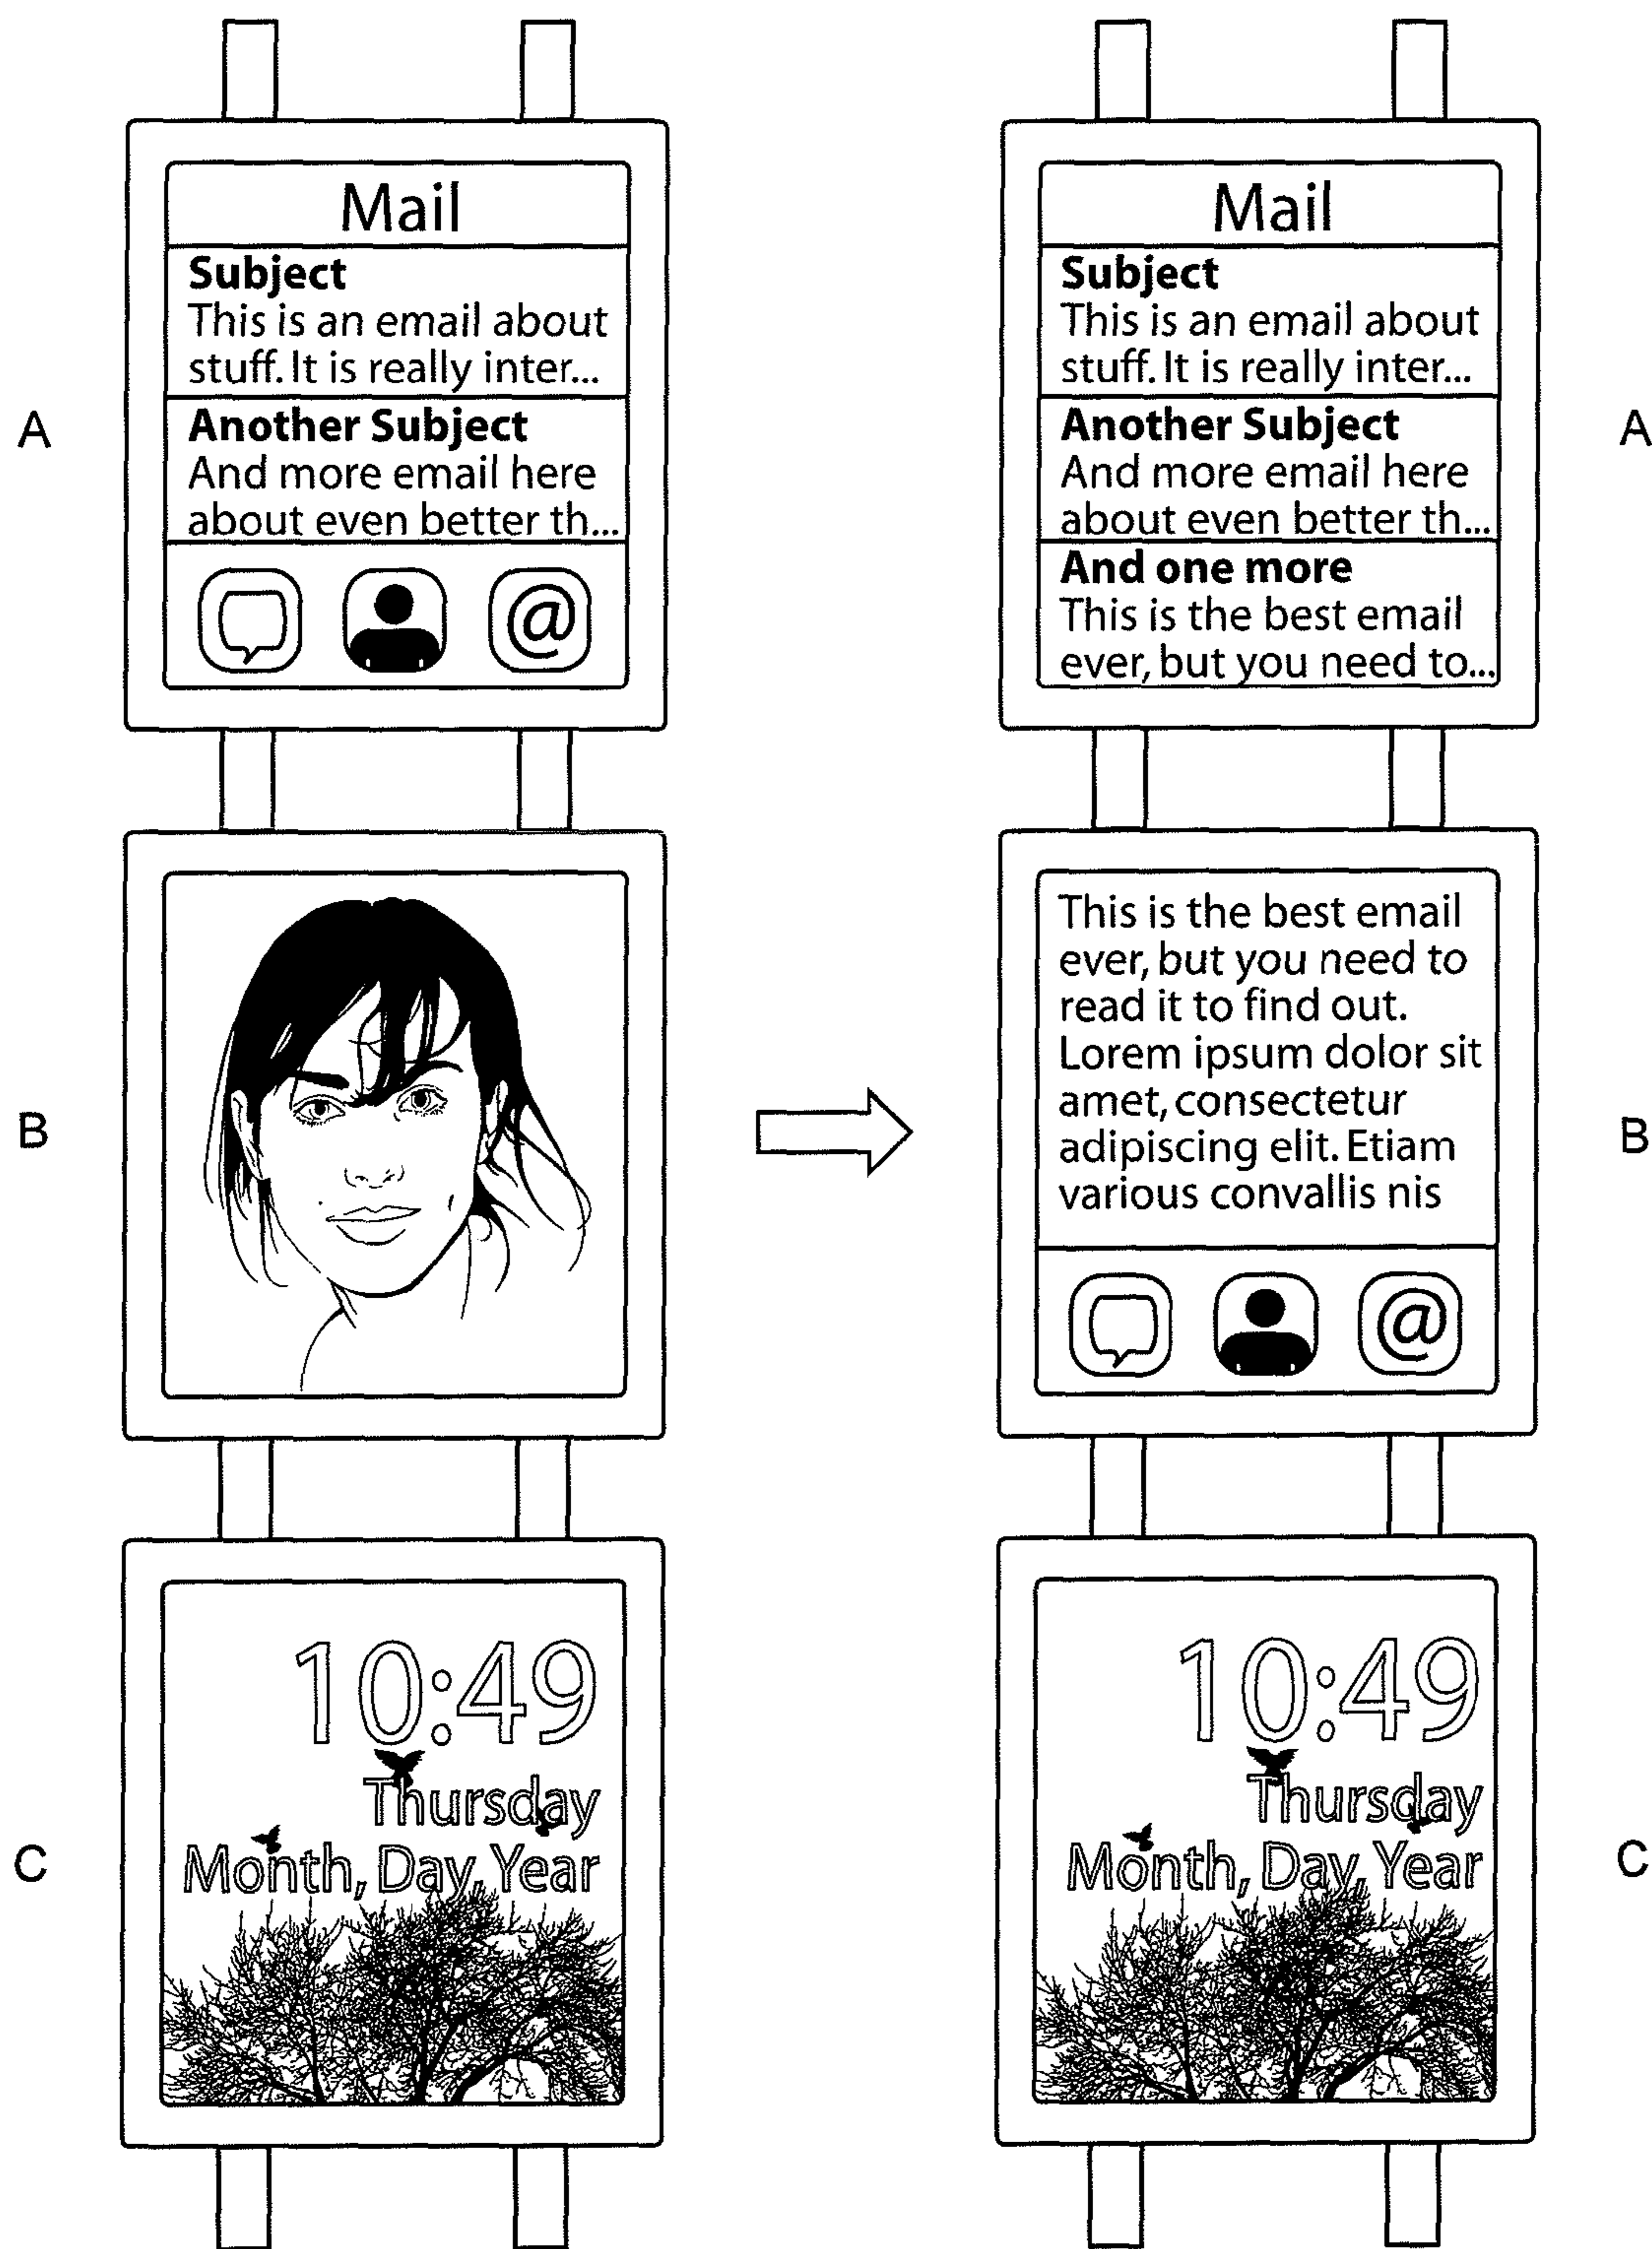 Mail
Subject
This is an email about
stuff. It is really inter...
Another Subject
And more email here
about even better th...
@
A
B
10:49
Thursday
Month, Day, Year
C
Mail
Subject
This is an email about
stuff. It is really inter...
Another Subject
And more email here
about even better th...
And one more
This is the best email
ever, but you need to...
A
This is the best email
ever, but you need to
read it to find out.
Lorem ipsum dolor sit
amet, consectetur
adipiscing elit. Etiam
various convallis nis
@
B
10:49
Thursday
Month, Day, Year
C